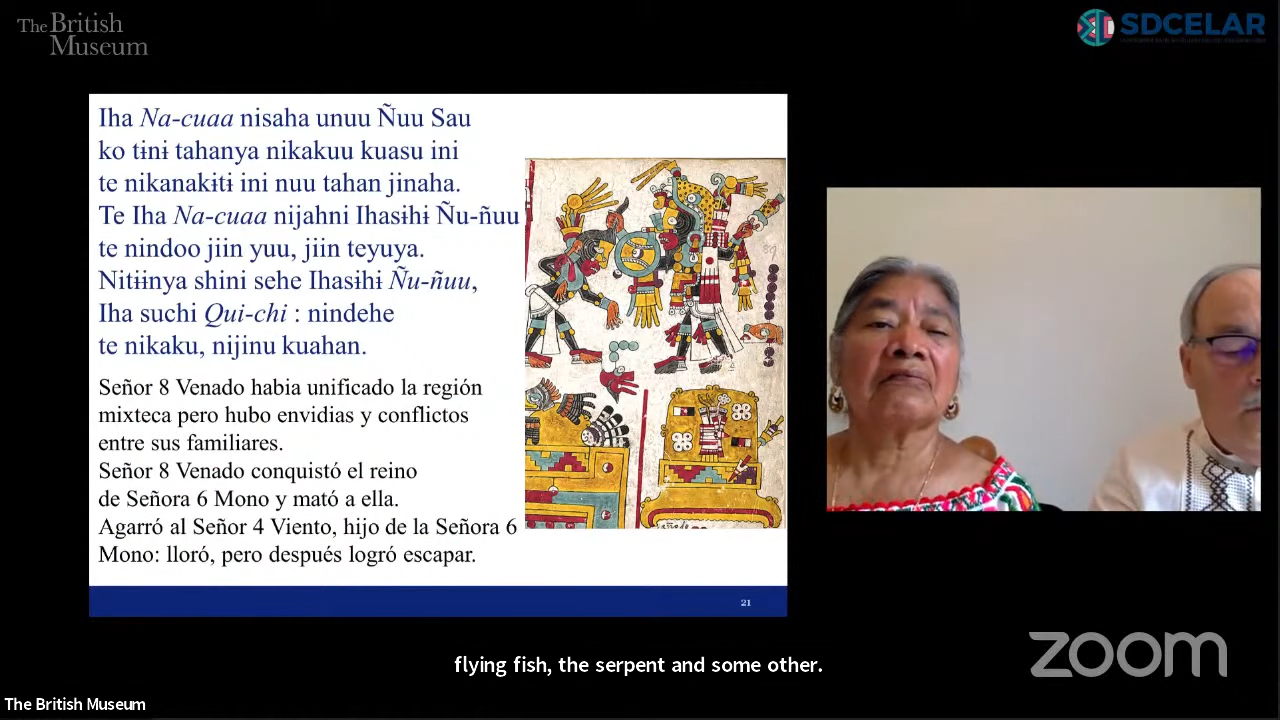 The British
Museum
SDCELAR
Iha Na-cuaa nisaha unuu Ñuu Sau
ko tɨnɨ tahanya nikakuu kuasu ini
te nikanakɨtɨ ini nuu tahan jinaha.
Te Iha Na-cuaa nijahni Ihasɨhɨ Ñu-ñuu
te nindoo jiin yuu, jiin teyuya.
Nitɨɨnya shini sehe Ihasɨhɨ Ñu-ñuu,
Iha suchi Qui-chi : nindehe
te nikaku, nijinu kuahan.
Señor 8 Venado habia unificado la región
mixteca pero hubo envidias y conflictos
entre sus familiares.
Señor 8 Venado conquistó el reino
de Señora 6 Mono y mató a ella.
Agarró al Señor 4 Viento, hijo de la Señora 6
Mono: lloró, pero después logró escapar.
21
flying fish, the serpent and some other.
zoom
The British Museum